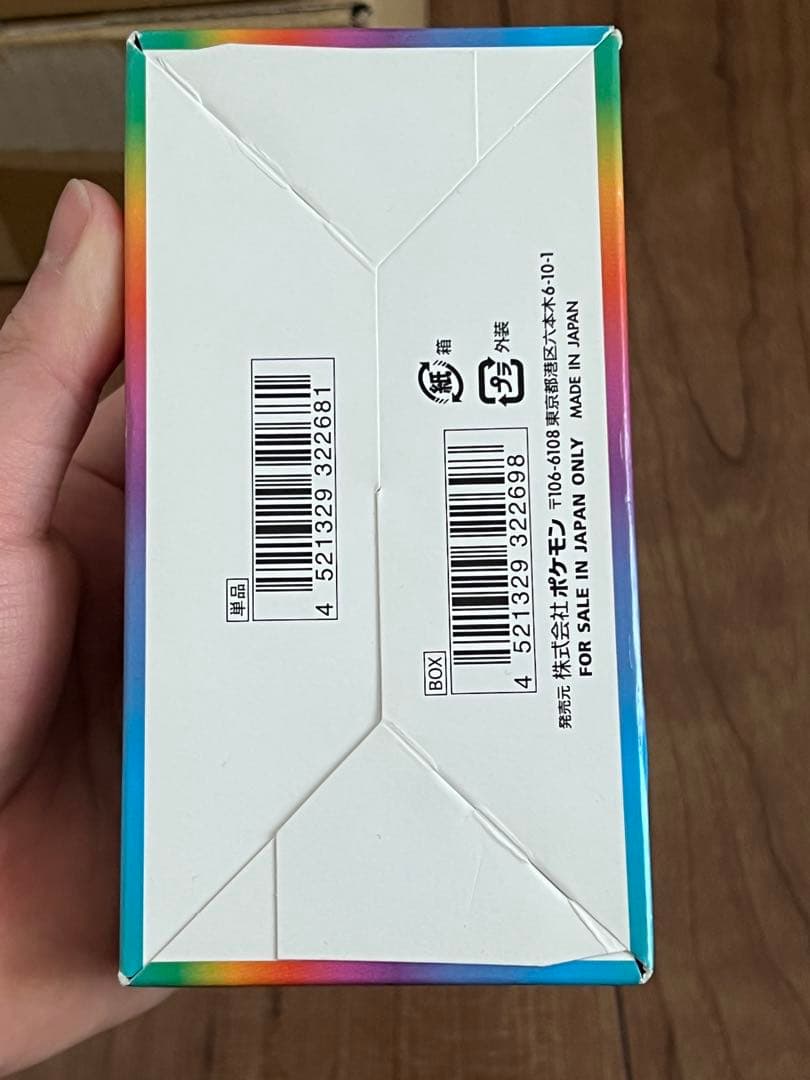 単品
4 521329 322681
BOX
4 521329 322698
紙 箱
プラ 外装
発売元 株式会社 ポケモン 〒106-6108 東京都港区六本木6-10-1
FOR SALE IN JAPAN ONLY MADE IN JAPAN